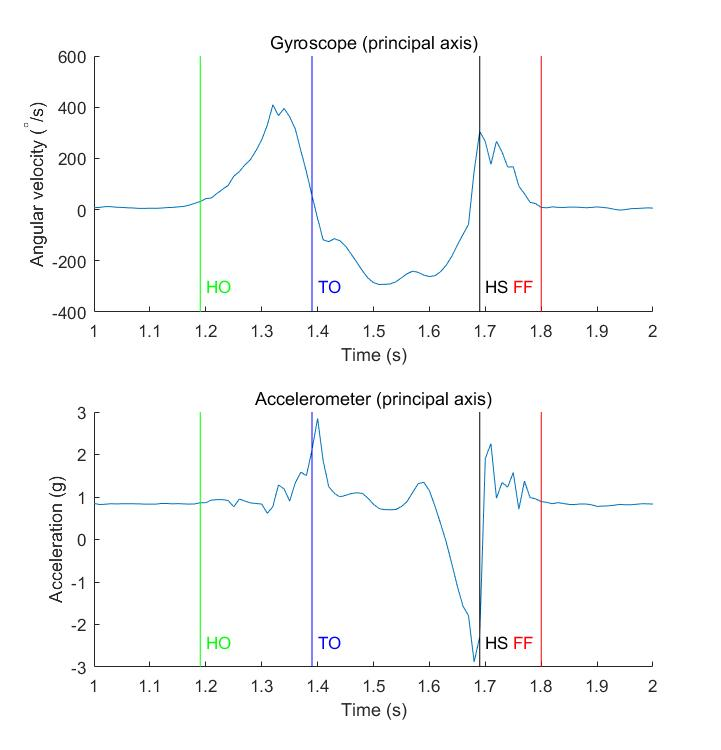 Gyroscope (principal axis)
600
400
200
0
-200
-400
Angular velocity (°/s)
HO
TO
HS FF
1 1.1 1.2 1.3 1.4 1.5 1.6 1.7 1.8 1.9 2
Time (s)
Accelerometer (principal axis)
3
2
1
0
-1
-2
-3
Acceleration (g)
HO
TO
HS FF
1 1.1 1.2 1.3 1.4 1.5 1.6 1.7 1.8 1.9 2
Time (s)